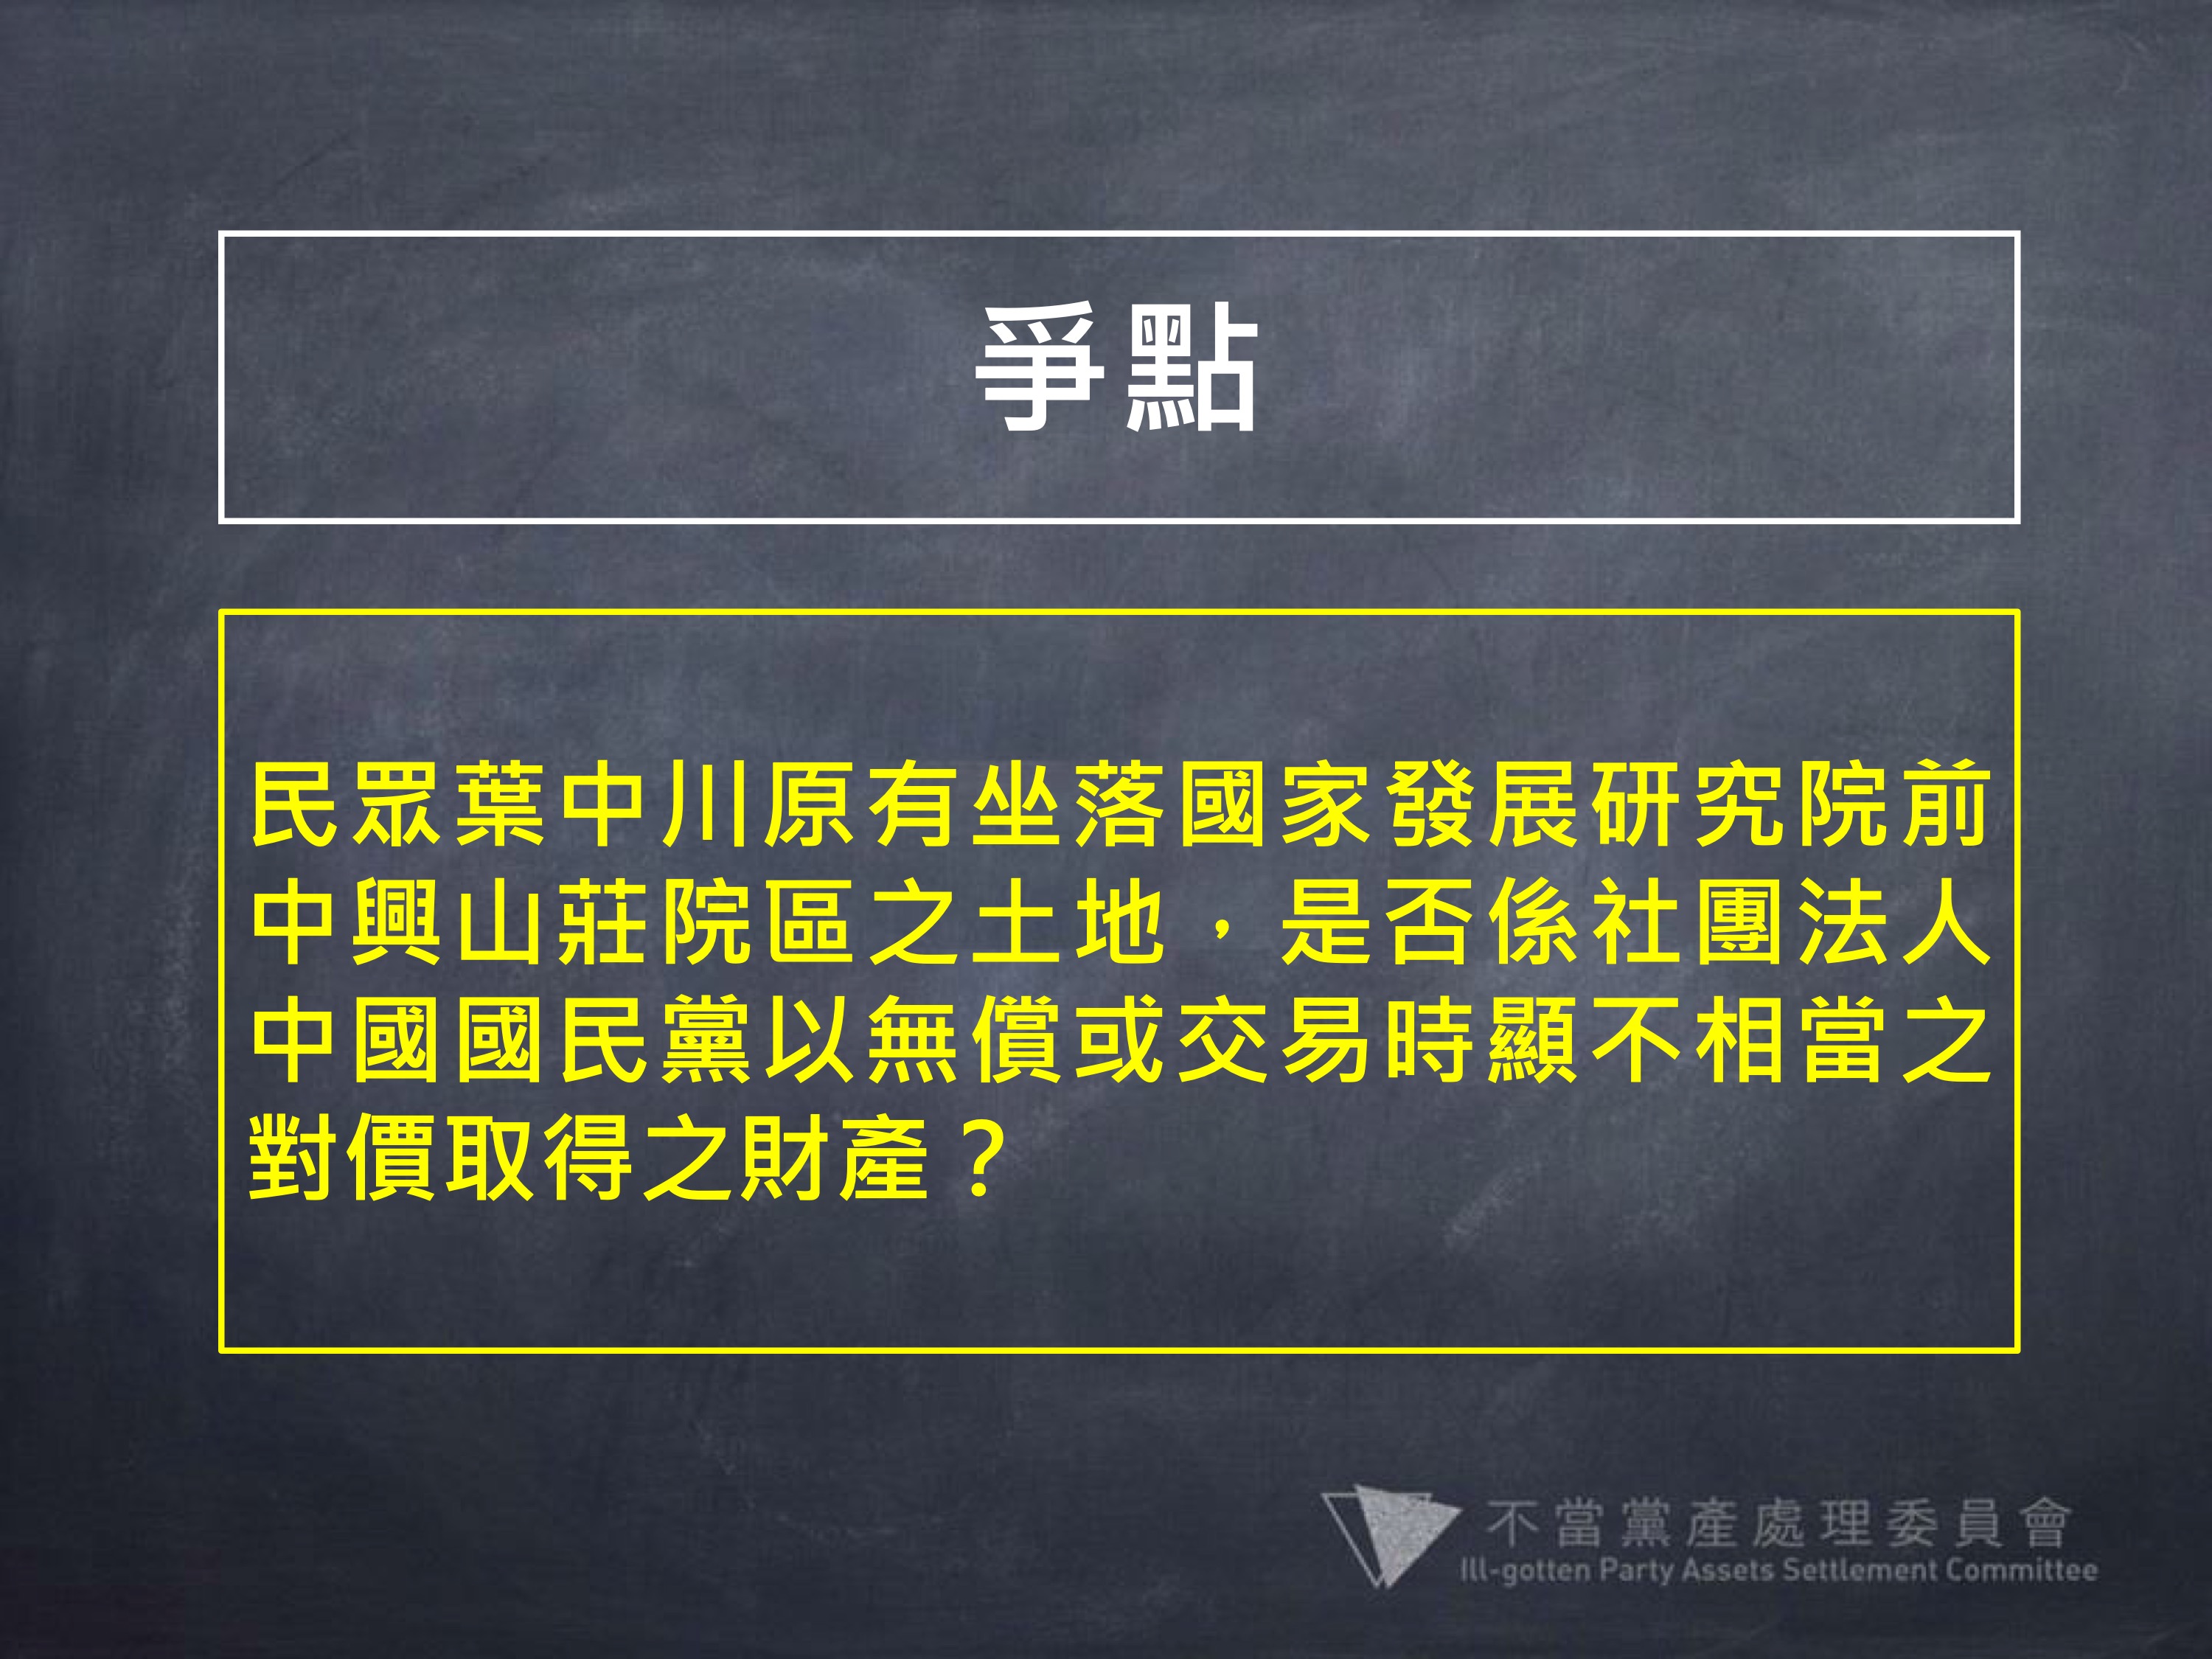 爭點
民眾葉中川原有坐落國家發展研究院前
中興山莊院區之土地，是否係社團法人
中國國民黨以無償或交易時顯不相當之
對價取得之財產？
不當黨產處理委員會
Ill-gotten Party Assets Settlement Committee